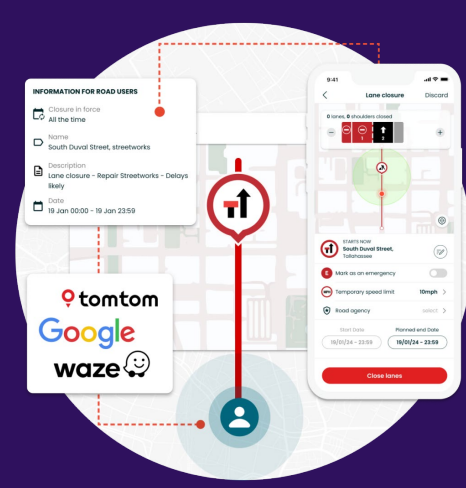 INFORMATION FOR ROAD USERS
Closure in force
All the time
Name
South Duval Street, streetworks
Description
Lane closure - Repair Streetworks - Delays
likely
Date
19 Jan 00:00 - 19 Jan 23:59
tomtom
Google
waze
9:41
Lane closure
Discard
0 lanes, 0 shoulders closed
1
2
STARTS NOW
South Duval Street,
Tallahassee
E
Mark as an emergency
Temporary speed limit
10mph
Road agency
select
Start Date
Planned end Date
19/01/24 - 22:59
19/01/24 - 23:59
Close lanes